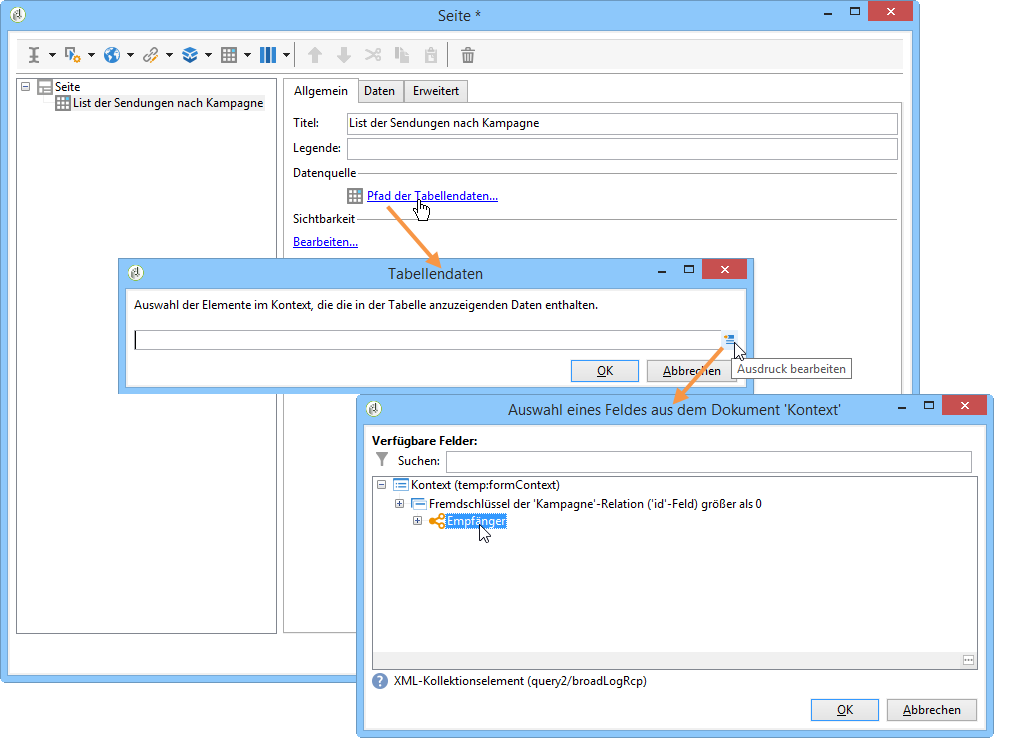 Seite *
Seite
List der Sendungen nach Kampagne
Allgemein
Daten
Erweitert
Titel:
List der Sendungen nach Kampagne
Legende:
Datenquelle
Pfad der Tabellendaten...
Sichtbarkeit
Bearbeiten...
Tabellendaten
Auswahl der Elemente im Kontext, die die in der Tabelle anzuzeigenden Daten enthalten.
OK
Abbrechen
Ausdruck bearbeiten
Auswahl eines Feldes aus dem Dokument 'Kontext'
Verfügbare Felder:
Suchen:
Kontext (temp:formContext)
Fremdschlüssel der 'Kampagne'-Relation ('id'-Feld) größer als 0
Empfänger
XML-Kollektionselement (query2/broadLogRcp)
OK
Abbrechen